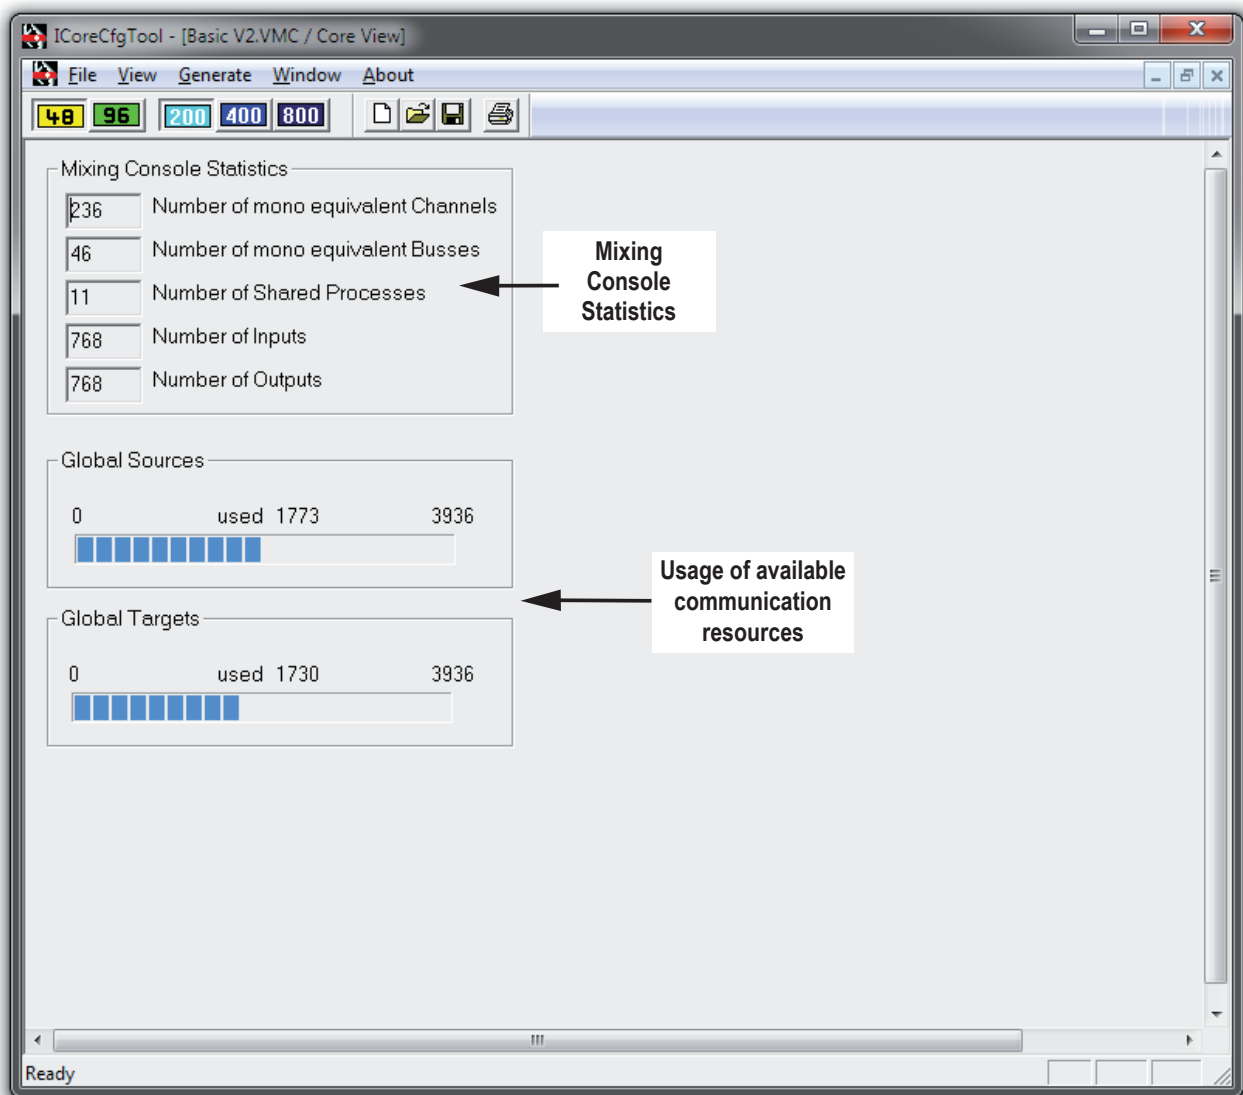 ICoreCfgTool - [Basic V2.VMC / Core View]
File View Generate Window About
48 96 200 400 800
Mixing Console Statistics
236 Number of mono equivalent Channels
46 Number of mono equivalent Busses
11 Number of Shared Processes
768 Number of Inputs
768 Number of Outputs
Mixing
Console
Statistics
Global Sources
0 used 1773 3936
Usage of available
communication
resources
Global Targets
0 used 1730 3936
Ready